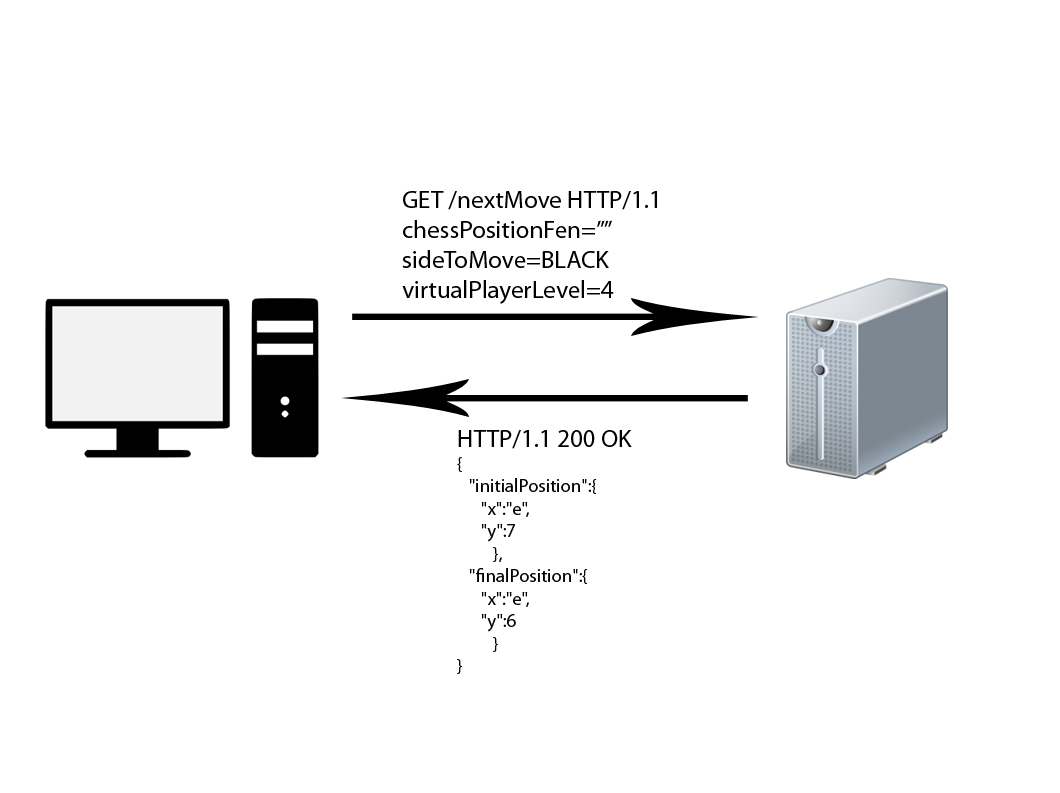 GET /nextMove HTTP/1.1
chessPositionFen=””
sideToMove=BLACK
virtualPlayerLevel=4
HTTP/1.1 200 OK
{
"initialPosition":{
"x":"e",
"y":7
},
"finalPosition":{
"x":"e",
"y":6
}
}